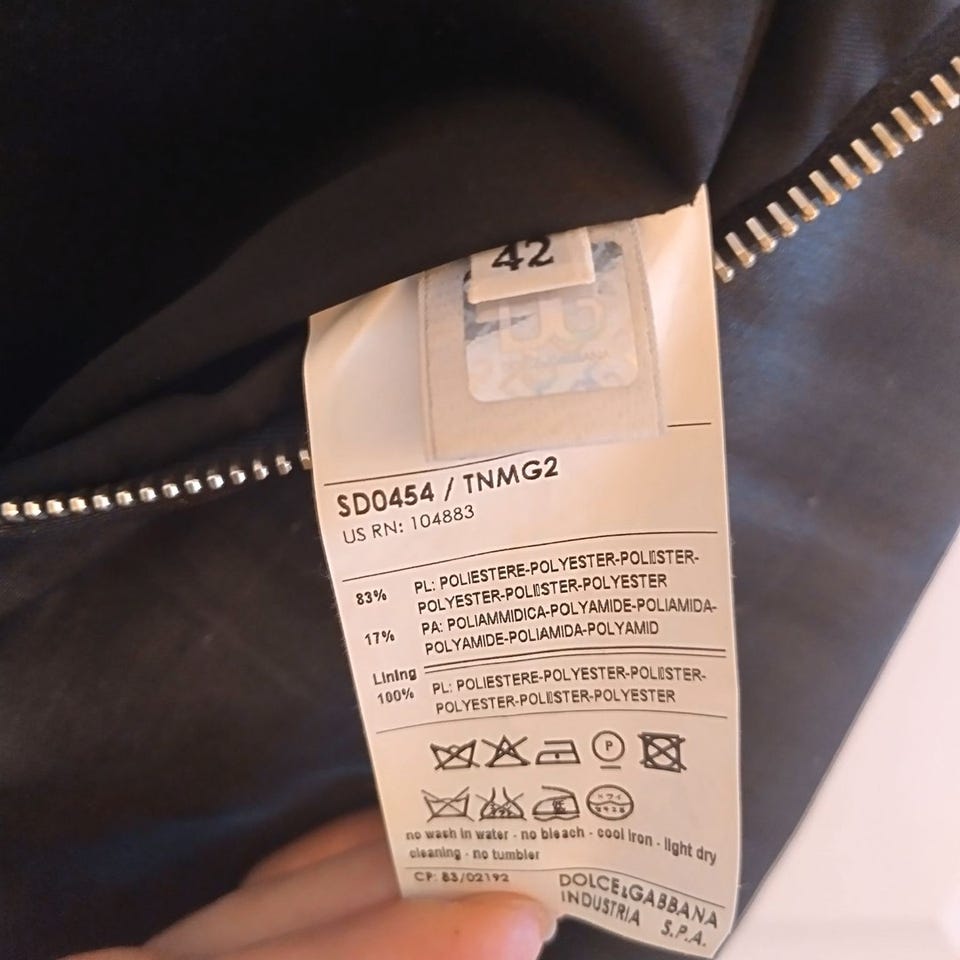 42
SD0454 / TNMG2
US RN: 104883
83% PL: POLIESTERE-POLYESTER-POLIESTER-
POLYESTER-POLIESTER-POLYESTER
17% PA: POLIAMMIDICA-POLYAMIDE-POLIAMIDA-
POLYAMIDE-POLIAMIDA-POLYAMID
Lining
100% PL: POLIESTERE-POLYESTER-POLIESTER-
POLYESTER-POLIESTER-POLYESTER
P
no wash in water - no bleach - cool iron - light dry
cleaning - no tumbler
CP: 83/02192
DOLCE&GABBANA
INDUSTRIA S.P.A.